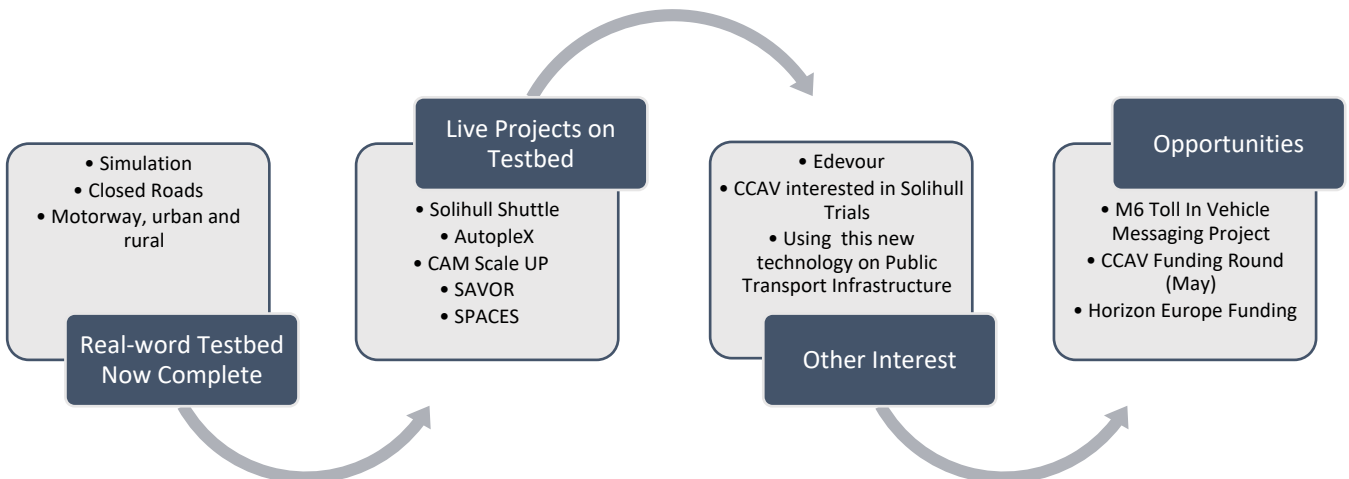 • Simulation
• Closed Roads
• Motorway, urban and
rural
Real-word Testbed
Now Complete
Live Projects on
Testbed
• Solihull Shuttle
• AutopleX
• CAM Scale UP
• SAVOR
• SPACES
• Edevour
• CCAV interested in Solihull
Trials
• Using this new
technology on Public
Transport Infrastructure
Other Interest
Opportunities
• M6 Toll In Vehicle
Messaging Project
• CCAV Funding Round
(May)
• Horizon Europe Funding